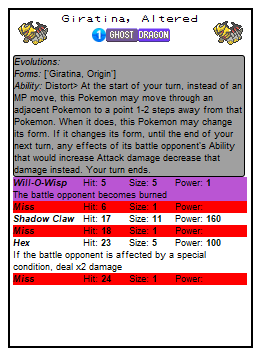 Giratina, Altered
1 GHOST DRAGON
Evolutions:
Forms: ['Giratina, Origin']
Ability: Distort> At the start of your turn, instead of an
MP move, this Pokemon may move through an
adjacent Pokemon to a point 1-2 steps away from that
Pokemon. When it does, this Pokemon may change
its form. If it changes its form, until the end of your
next turn, any effects of its battle opponent's Ability
that would increase Attack damage decrease that
damage instead. Your turn ends.
Will-O-Wisp Hit: 5 Size: 5 Power: 1
The battle opponent becomes burned
Miss Hit: 6 Size: 1 Power:
Shadow Claw Hit: 17 Size: 11 Power: 160
Miss Hit: 18 Size: 1 Power:
Hex Hit: 23 Size: 5 Power: 100
If the battle opponent is affected by a special
condition, deal x2 damage
Miss Hit: 24 Size: 1 Power: